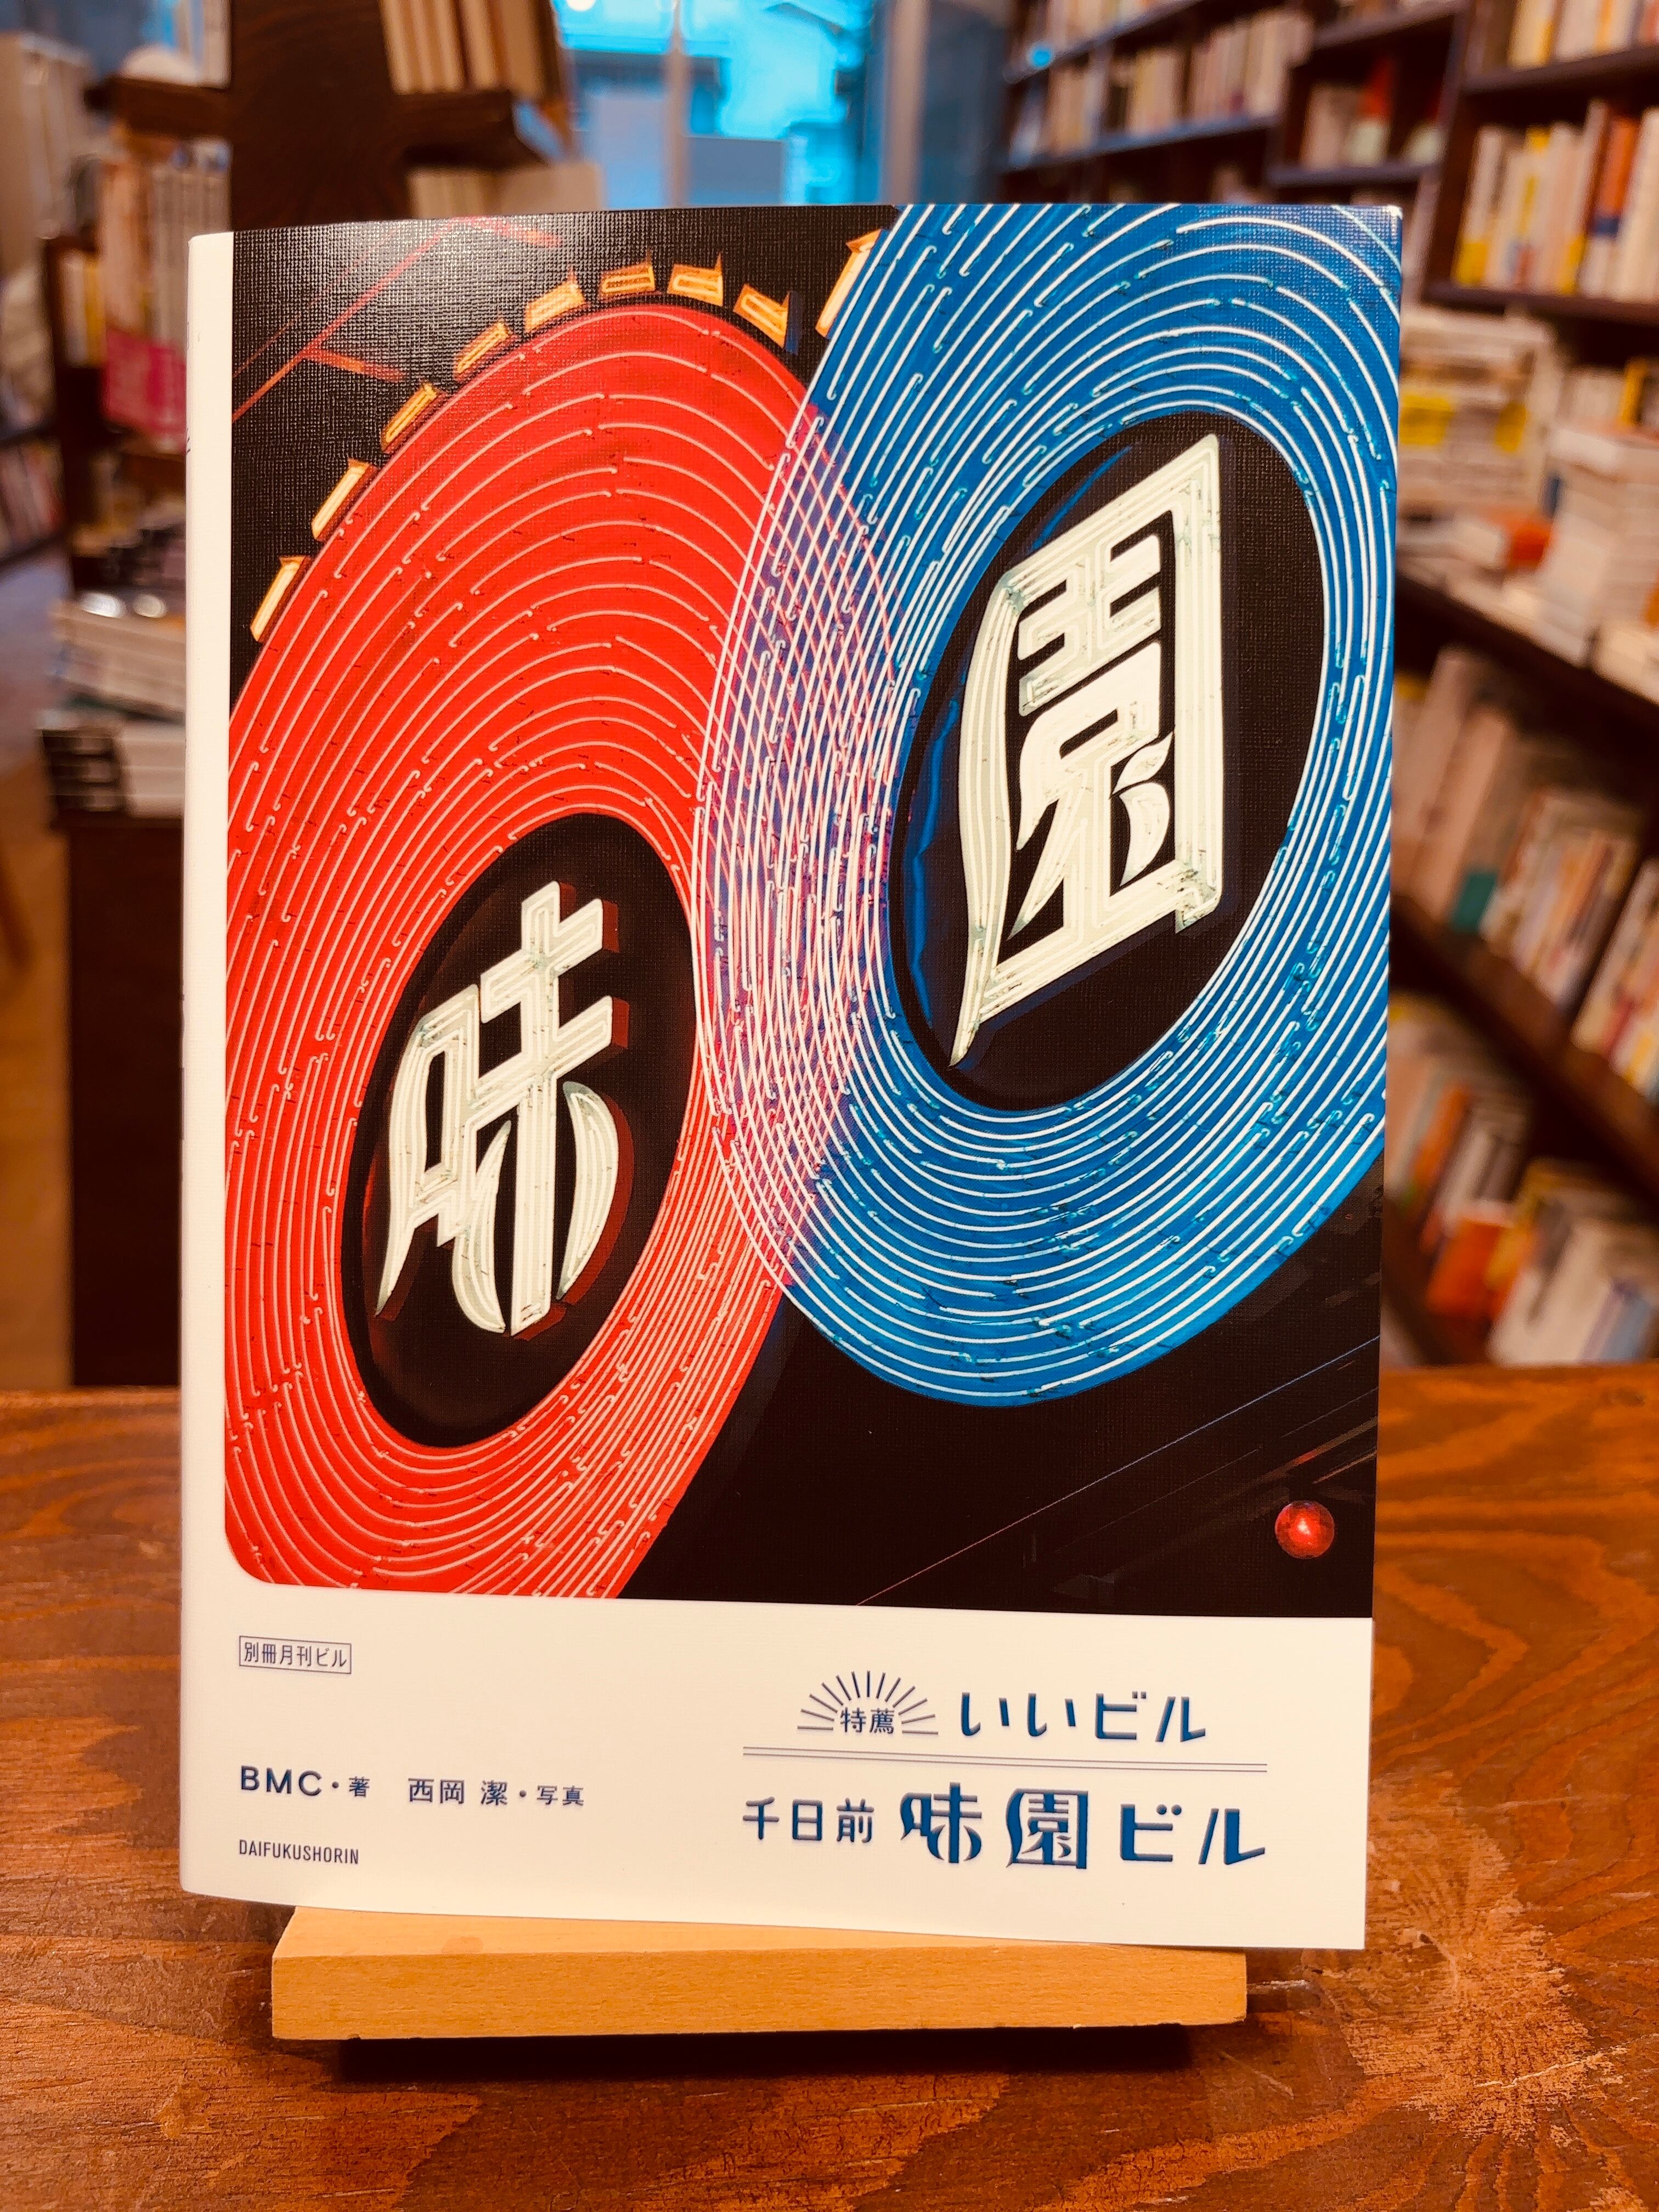 味
園
別冊月刊ビル
特薦 いいビル
千日前 味園ビル
BMC・著 西岡 潔・写真
DAIFUKUSHORIN